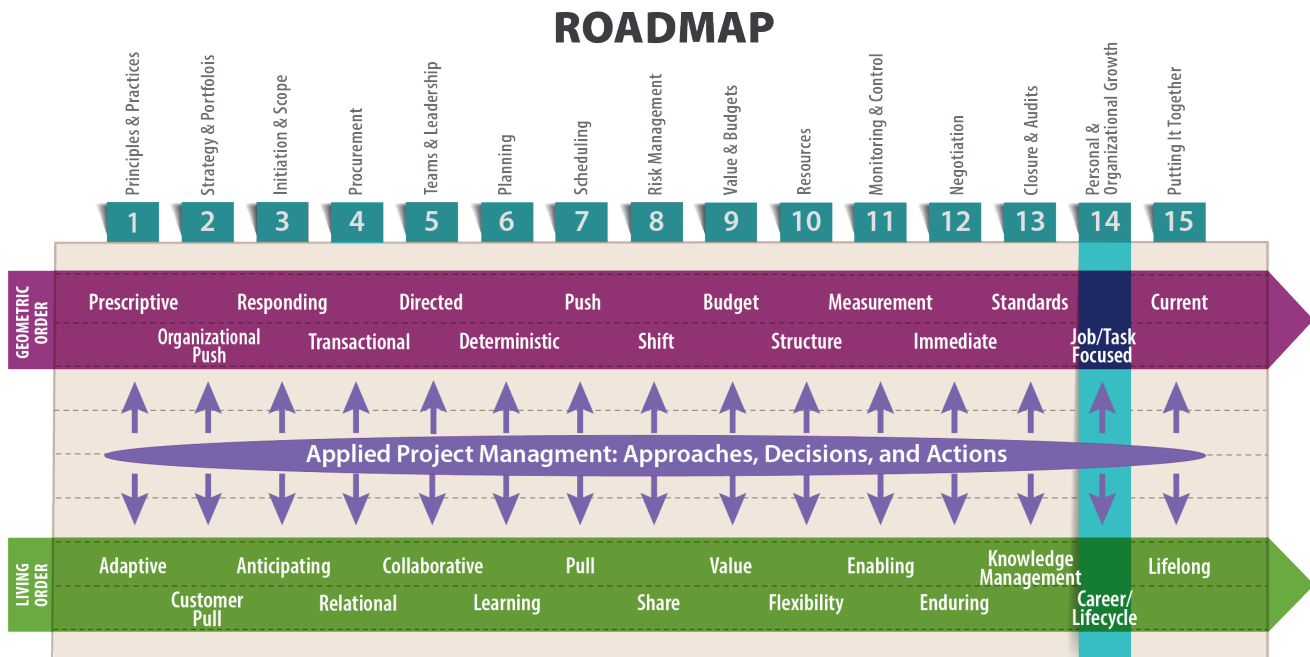 ROADMAP
Principles & Practices
Strategy & Portfolois
Initiation & Scope
Procurement
Teams & Leadership
Planning
Scheduling
Risk Management
Value & Budgets
Resources
Monitoring & Control
Negotiation
Closure & Audits
Personal &
Organizational Growth
Putting It Together
1 2 3 4 5 6 7 8 9 10 11 12 13 14 15
GEOMETRIC
ORDER
Prescriptive Responding Directed Push Budget Measurement Standards Current
Organizational
Push
Transactional Deterministic Shift Structure Immediate
Job/Task
Focused
Applied Project Managment: Approaches, Decisions, and Actions
LIVING
ORDER
Adaptive Anticipating Collaborative Pull Value Enabling
Knowledge
Management
Lifelong
Customer
Pull
Relational Learning Share Flexibility Enduring
Career/
Lifecycle